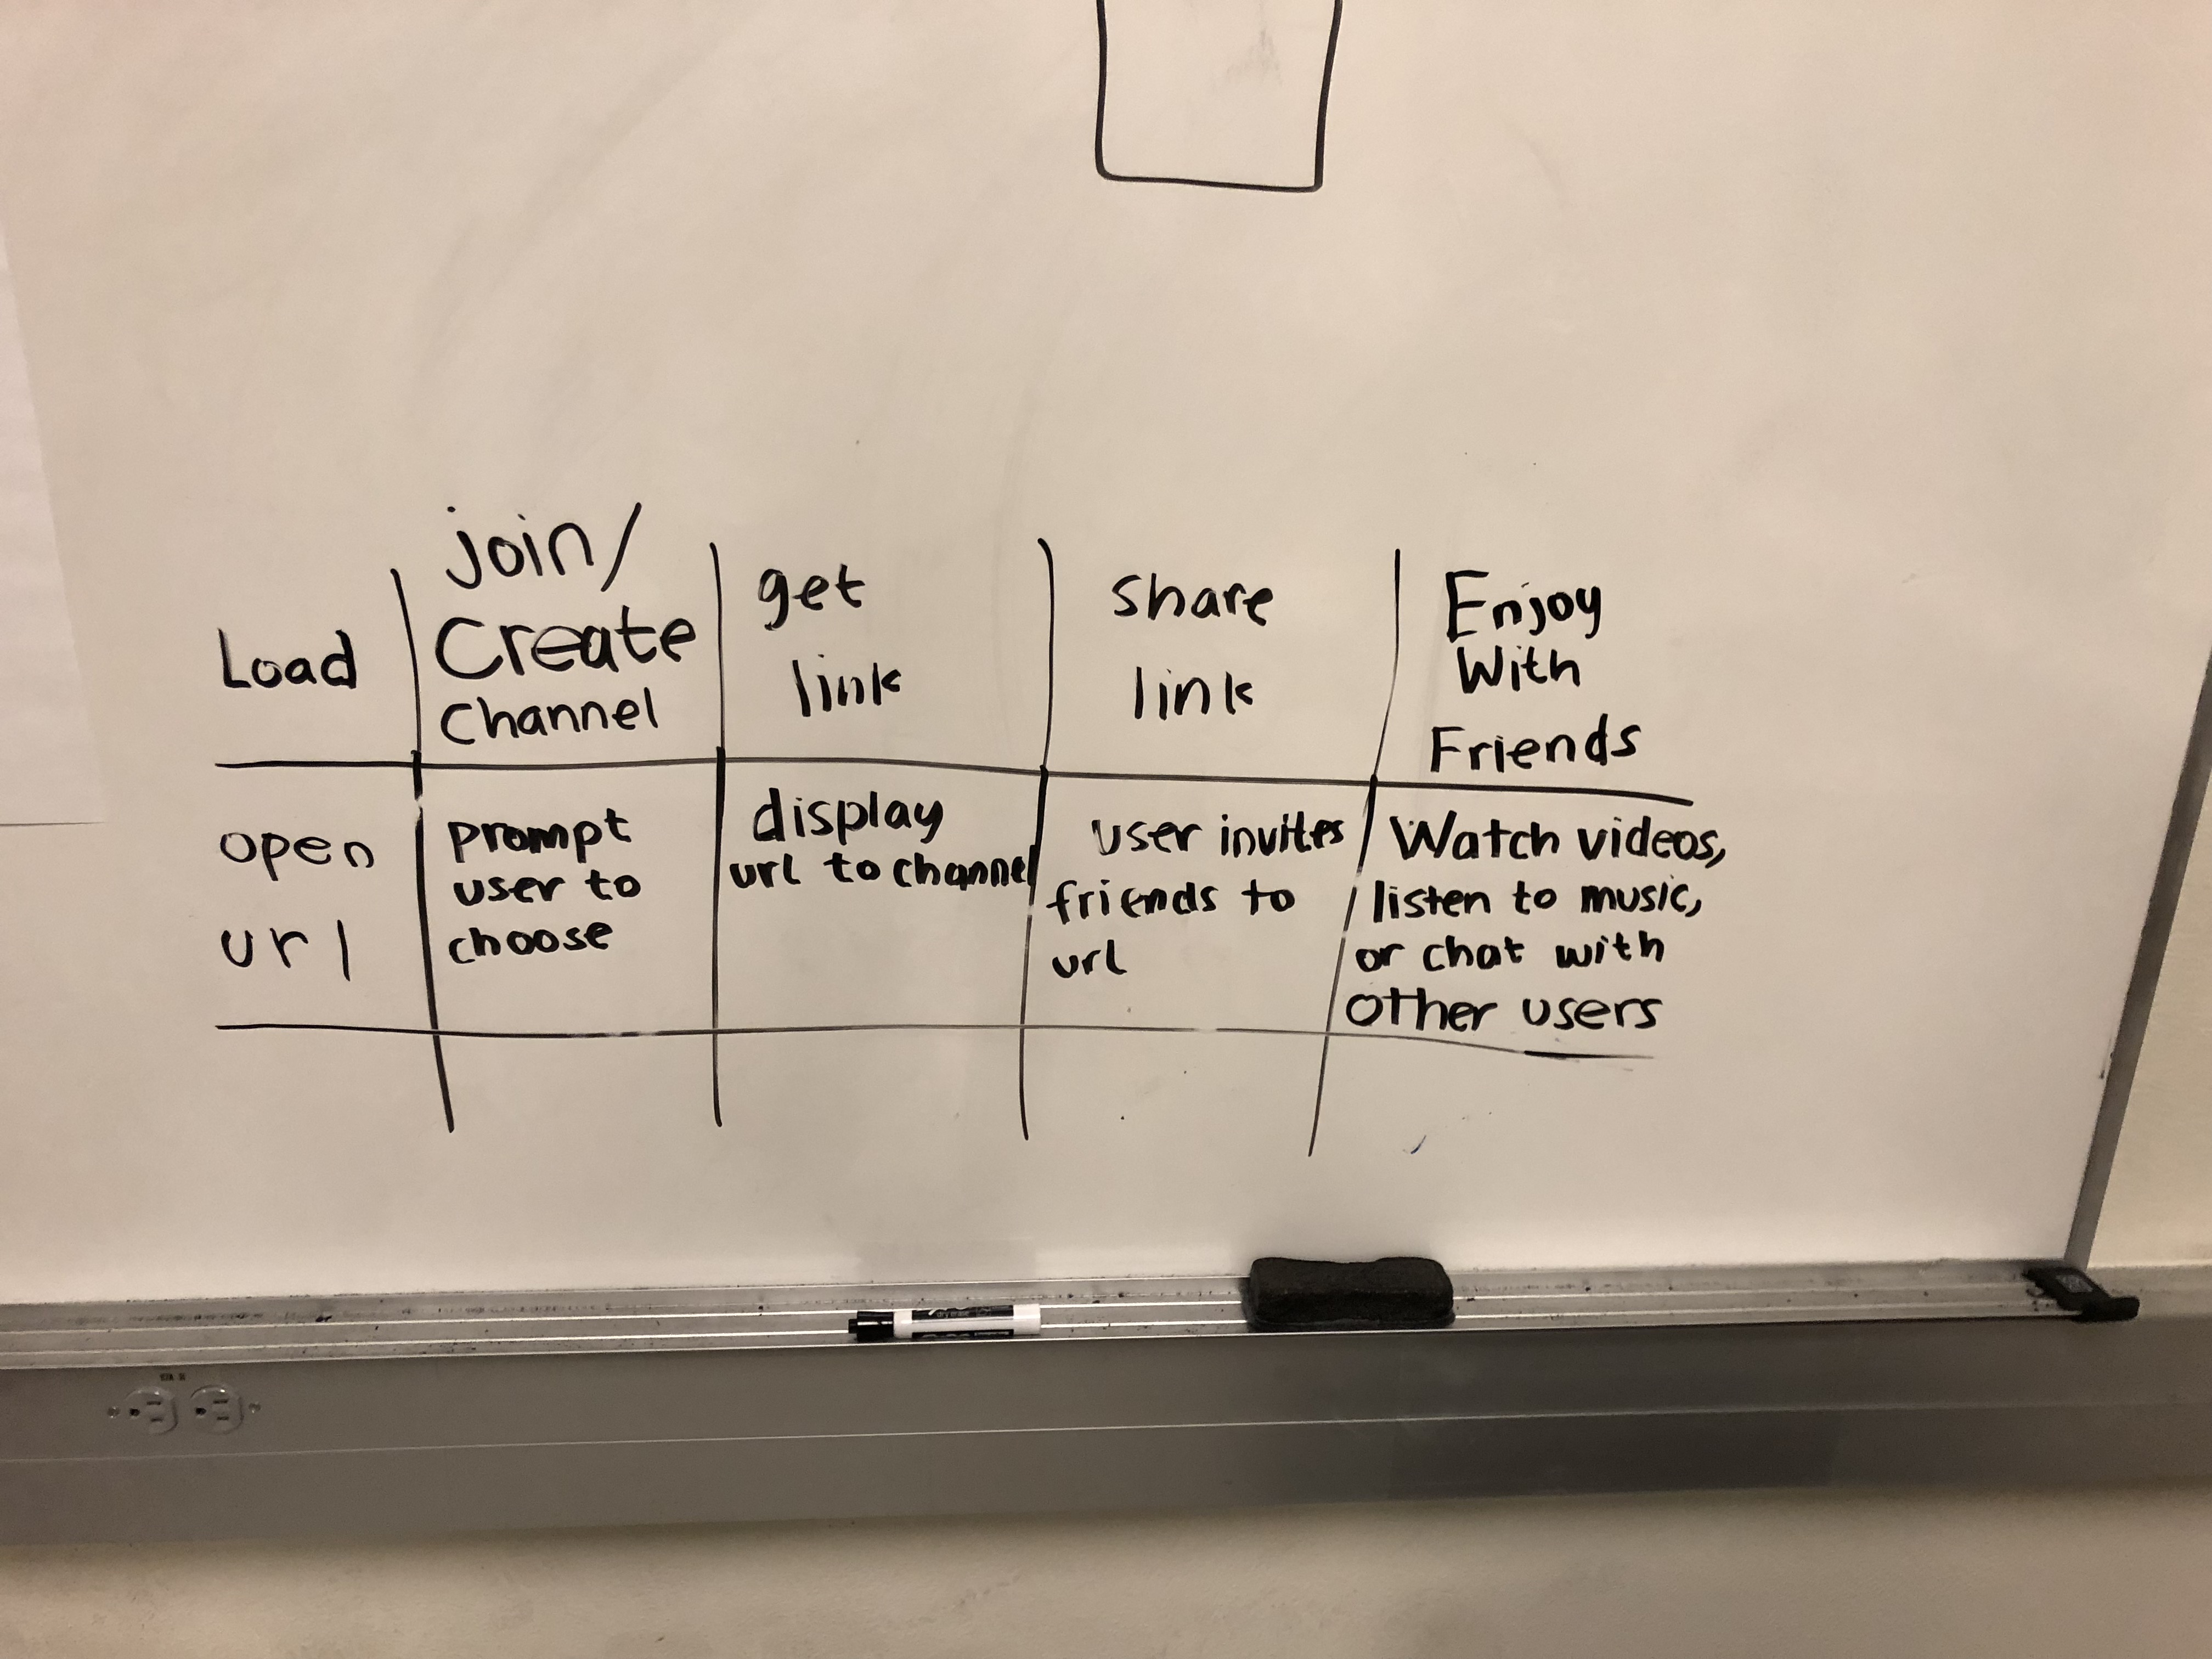 Load
join/
Create
Channel
get
link
share
link
Enjoy
With
Friends
open
url
prompt
user to
choose
display
url to channel
user invites
friends to
url
Watch videos,
listen to music,
or chat with
other users